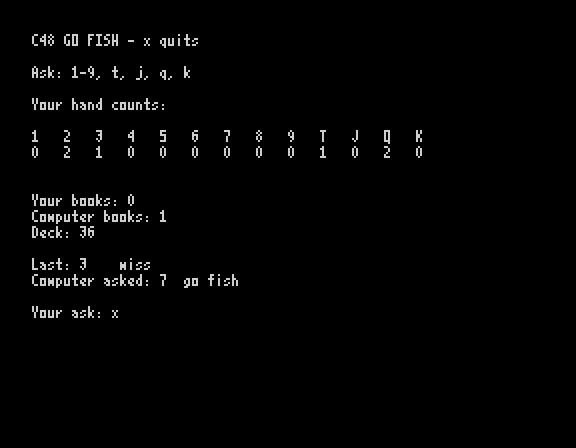 C48 GO FISH - x quits
Ask: 1-9, t, j, q, k
Your hand counts:
1 2 3 4 5 6 7 8 9 T J Q K
0 2 1 0 0 0 0 0 0 1 0 2 0
Your books: 0
Computer books: 1
Deck: 36
Last: 3 miss
Computer asked: 7 go fish
Your ask: x